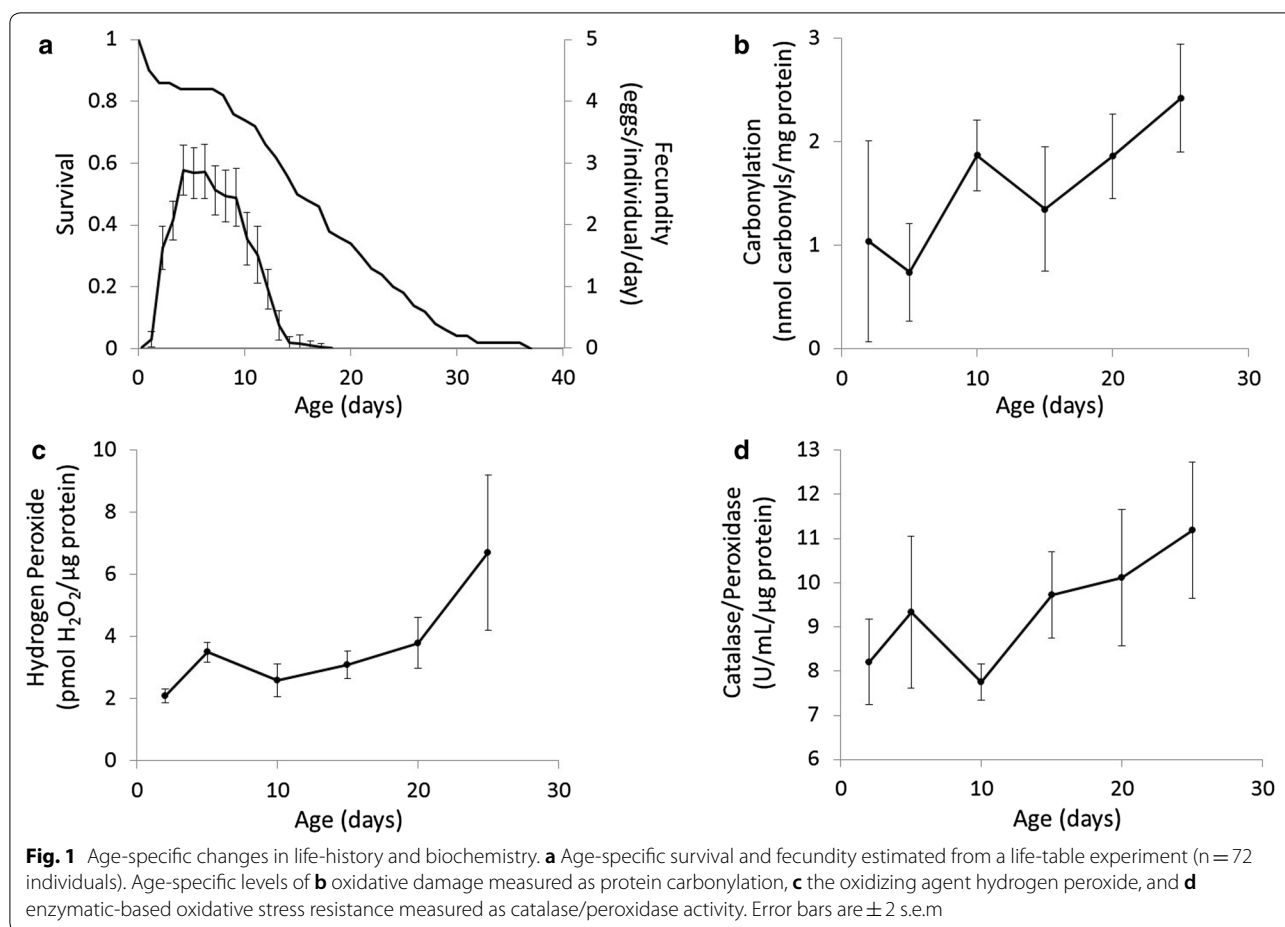 a
1
0.8
0.6
0.4
0.2
0
Survival
5
4
3
2
1
0
Fecundity
(eggs/individual/day)
0 10 20 30 40
Age (days)
b
3
2
1
0
Carbonylation
(nmol carbonyls/mg protein)
0 10 20 30
Age (days)
c
10
8
6
4
2
0
Hydrogen Peroxide
(pmol H₂O₂/µg protein)
0 10 20 30
Age (days)
d
13
12
11
10
9
8
7
6
Catalase/Peroxidase
(U/mL/µg protein)
0 10 20 30
Age (days)
Fig. 1 Age-specific changes in life-history and biochemistry. a Age-specific survival and fecundity estimated from a life-table experiment (n = 72
individuals). Age-specific levels of b oxidative damage measured as protein carbonylation, c the oxidizing agent hydrogen peroxide, and d
enzymatic-based oxidative stress resistance measured as catalase/peroxidase activity. Error bars are ± 2 s.e.m